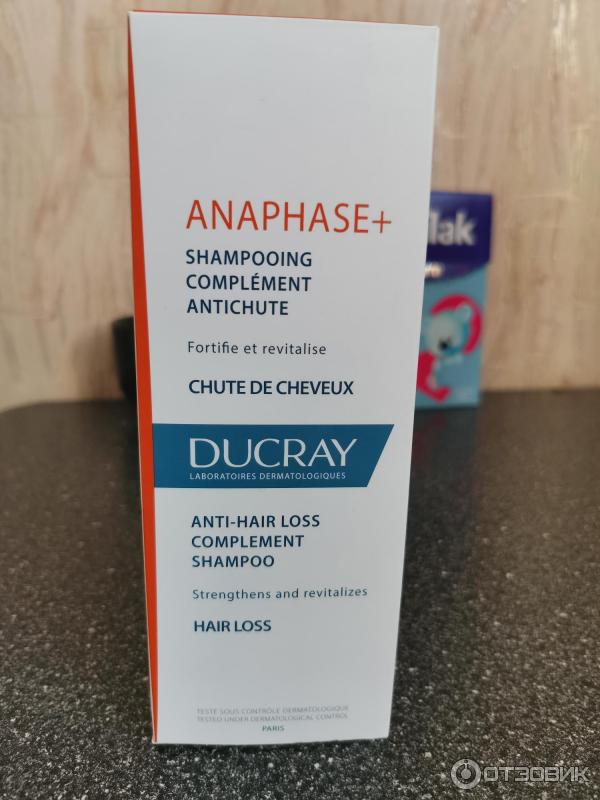 ANAPHASE+
SHAMPOOING
COMPLÉMENT
ANTICHUTE
Fortifie et revitalise
CHUTE DE CHEVEUX
DUCRAY
LABORATOIRES DERMATOLOGIQUES
ANTI-HAIR LOSS
COMPLEMENT
SHAMPOO
Strengthens and revitalizes
HAIR LOSS
TESTÉ SOUS CONTRÔLE DERMATOLOGIQUE
TESTED UNDER DERMATOLOGICAL CONTROL
PARIS
lak
ОТЗОВИК